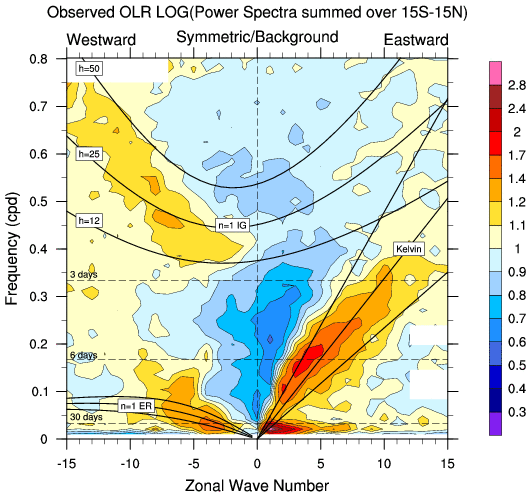 Observed OLR LOG(Power Spectra summed over 15S-15N)
Westward Symmetric/Background Eastward
0.8
0.7
0.6
0.5
0.4
0.3
0.2
0.1
0
Frequency (cpd)
h=50
h=25
h=12
n=1 IG
Kelvin
3 days
6 days
n=1 ER
30 days
-15 -10 -5 0 5 10 15
Zonal Wave Number
2.8
2.4
2
1.7
1.4
1.2
1.1
1
0.9
0.8
0.7
0.6
0.5
0.4
0.3